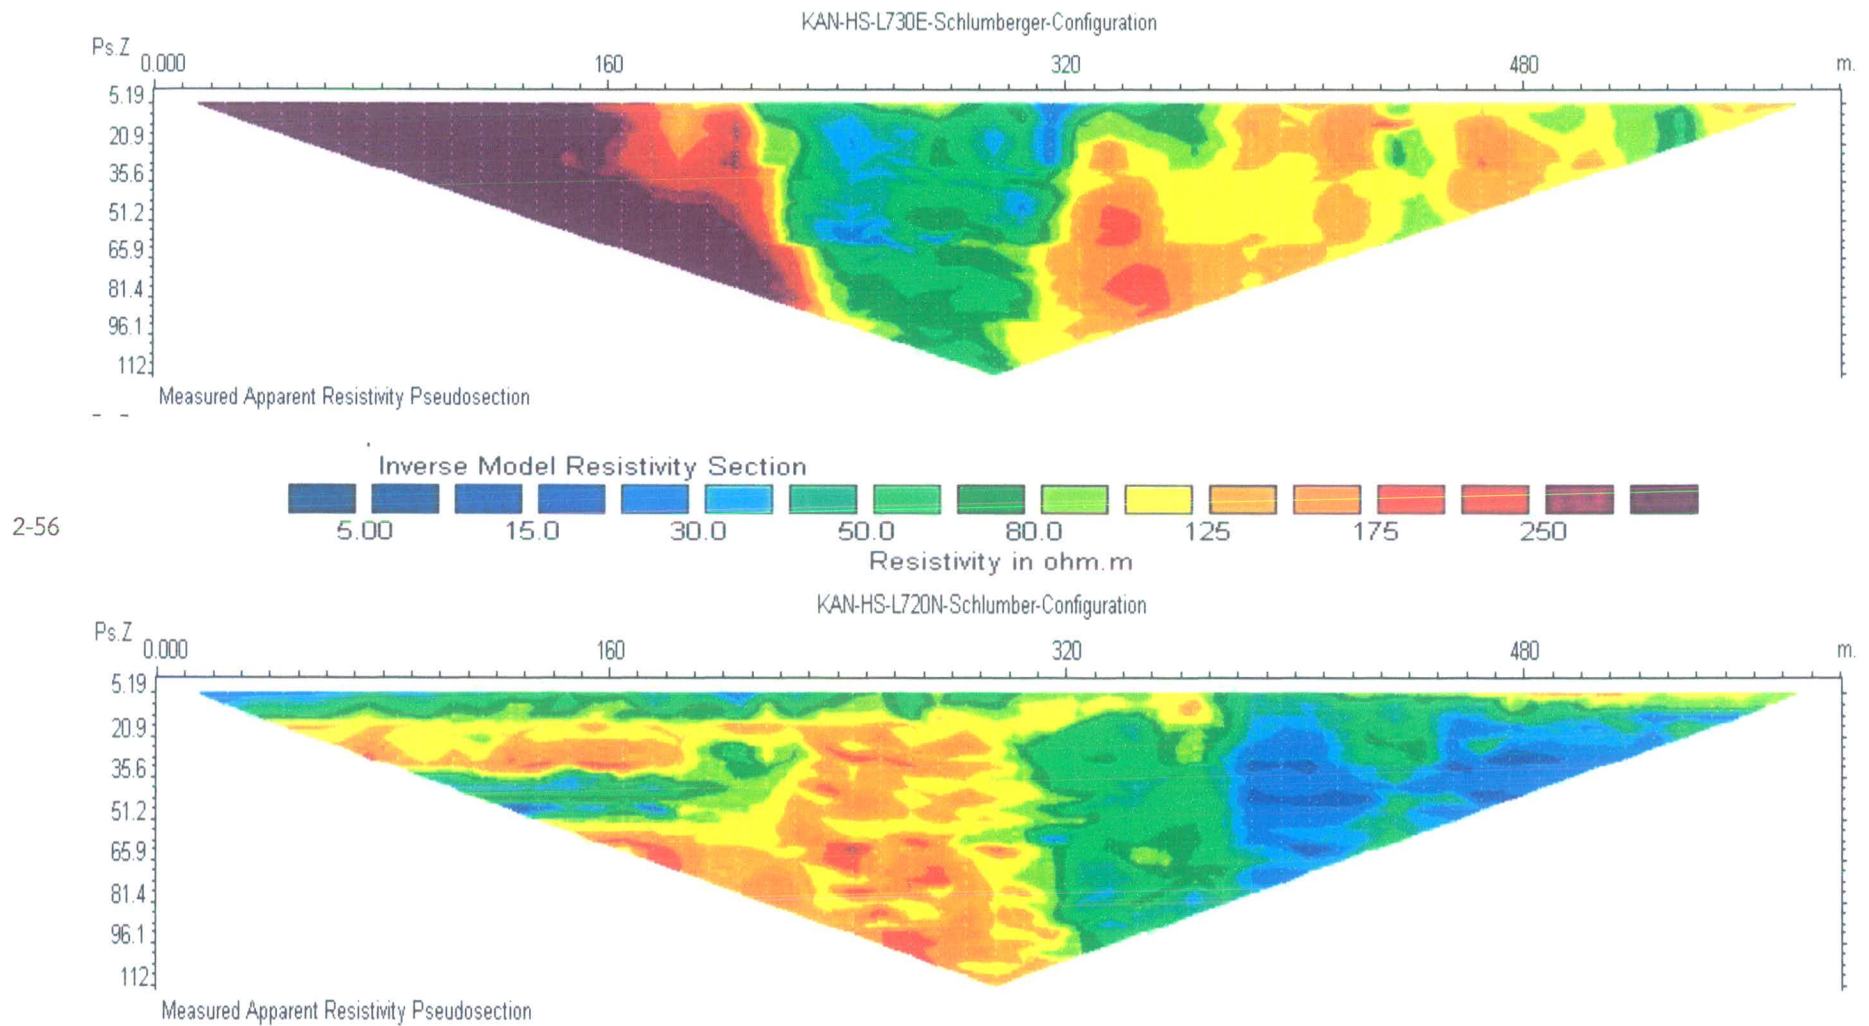 KAN-HS-L730E-Schlumberger-Configuration
Ps.Z
0.000 160 320 480 m.
5.19
20.9
35.6
51.2
65.9
81.4
96.1
112
Measured Apparent Resistivity Pseudosection
Inverse Model Resistivity Section
2-56
5.00 15.0 30.0 50.0 80.0 125 175 250
Resistivity in ohm.m
KAN-HS-L720N-Schlumber-Configuration
Ps.Z
0.000 160 320 480 m.
5.19
20.9
35.6
51.2
65.9
81.4
96.1
112
Measured Apparent Resistivity Pseudosection